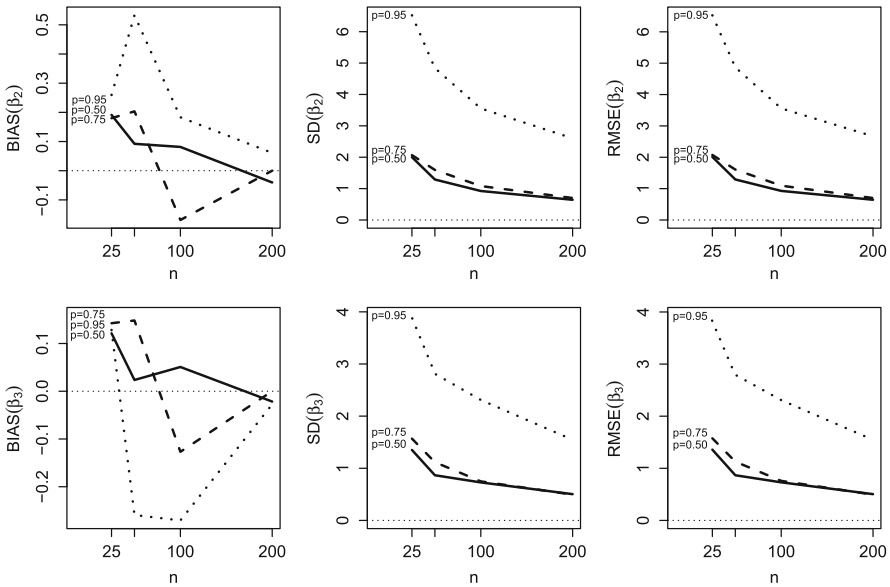 BIAS(β2)
0.5
0.3
0.1
−0.1
p=0.95
p=0.50
p=0.75
25
100
200
n
SD(β2)
6
5
4
3
2
1
0
p=0.95
p=0.75
p=0.50
25
100
200
n
RMSE(β2)
6
5
4
3
2
1
0
p=0.95
p=0.75
p=0.50
25
100
200
n
BIAS(β3)
0.1
0.0
−0.1
−0.2
p=0.75
p=0.95
p=0.50
25
100
200
n
SD(β3)
4
3
2
1
0
p=0.95
p=0.75
p=0.50
25
100
200
n
RMSE(β3)
4
3
2
1
0
p=0.95
p=0.75
p=0.50
25
100
200
n